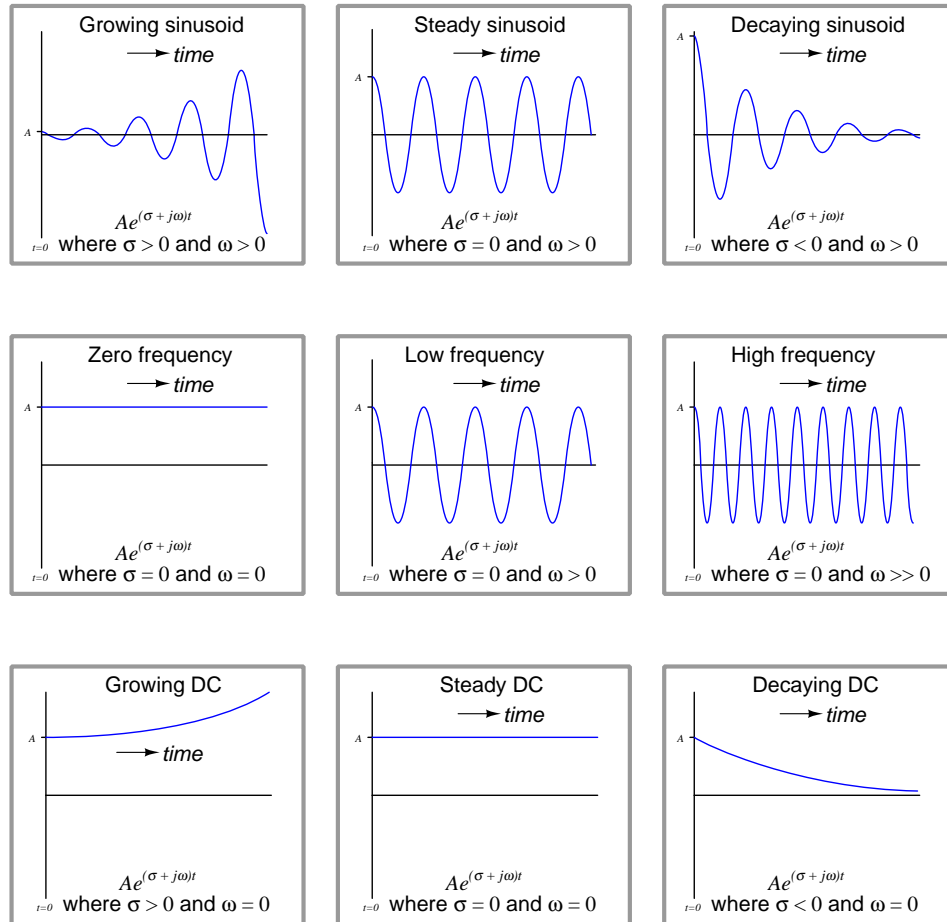 Growing sinusoid
time
A
Ae^(σ + jω)t
t=0
where σ > 0 and ω > 0
Steady sinusoid
time
A
Ae^(σ + jω)t
t=0
where σ = 0 and ω > 0
Decaying sinusoid
time
A
Ae^(σ + jω)t
t=0
where σ < 0 and ω > 0
Zero frequency
time
A
Ae^(σ + jω)t
t=0
where σ = 0 and ω = 0
Low frequency
time
A
Ae^(σ + jω)t
t=0
where σ = 0 and ω > 0
High frequency
time
A
Ae^(σ + jω)t
t=0
where σ = 0 and ω >> 0
Growing DC
A
time
Ae^(σ + jω)t
t=0
where σ > 0 and ω = 0
Steady DC
time
A
Ae^(σ + jω)t
t=0
where σ = 0 and ω = 0
Decaying DC
time
A
Ae^(σ + jω)t
t=0
where σ < 0 and ω = 0